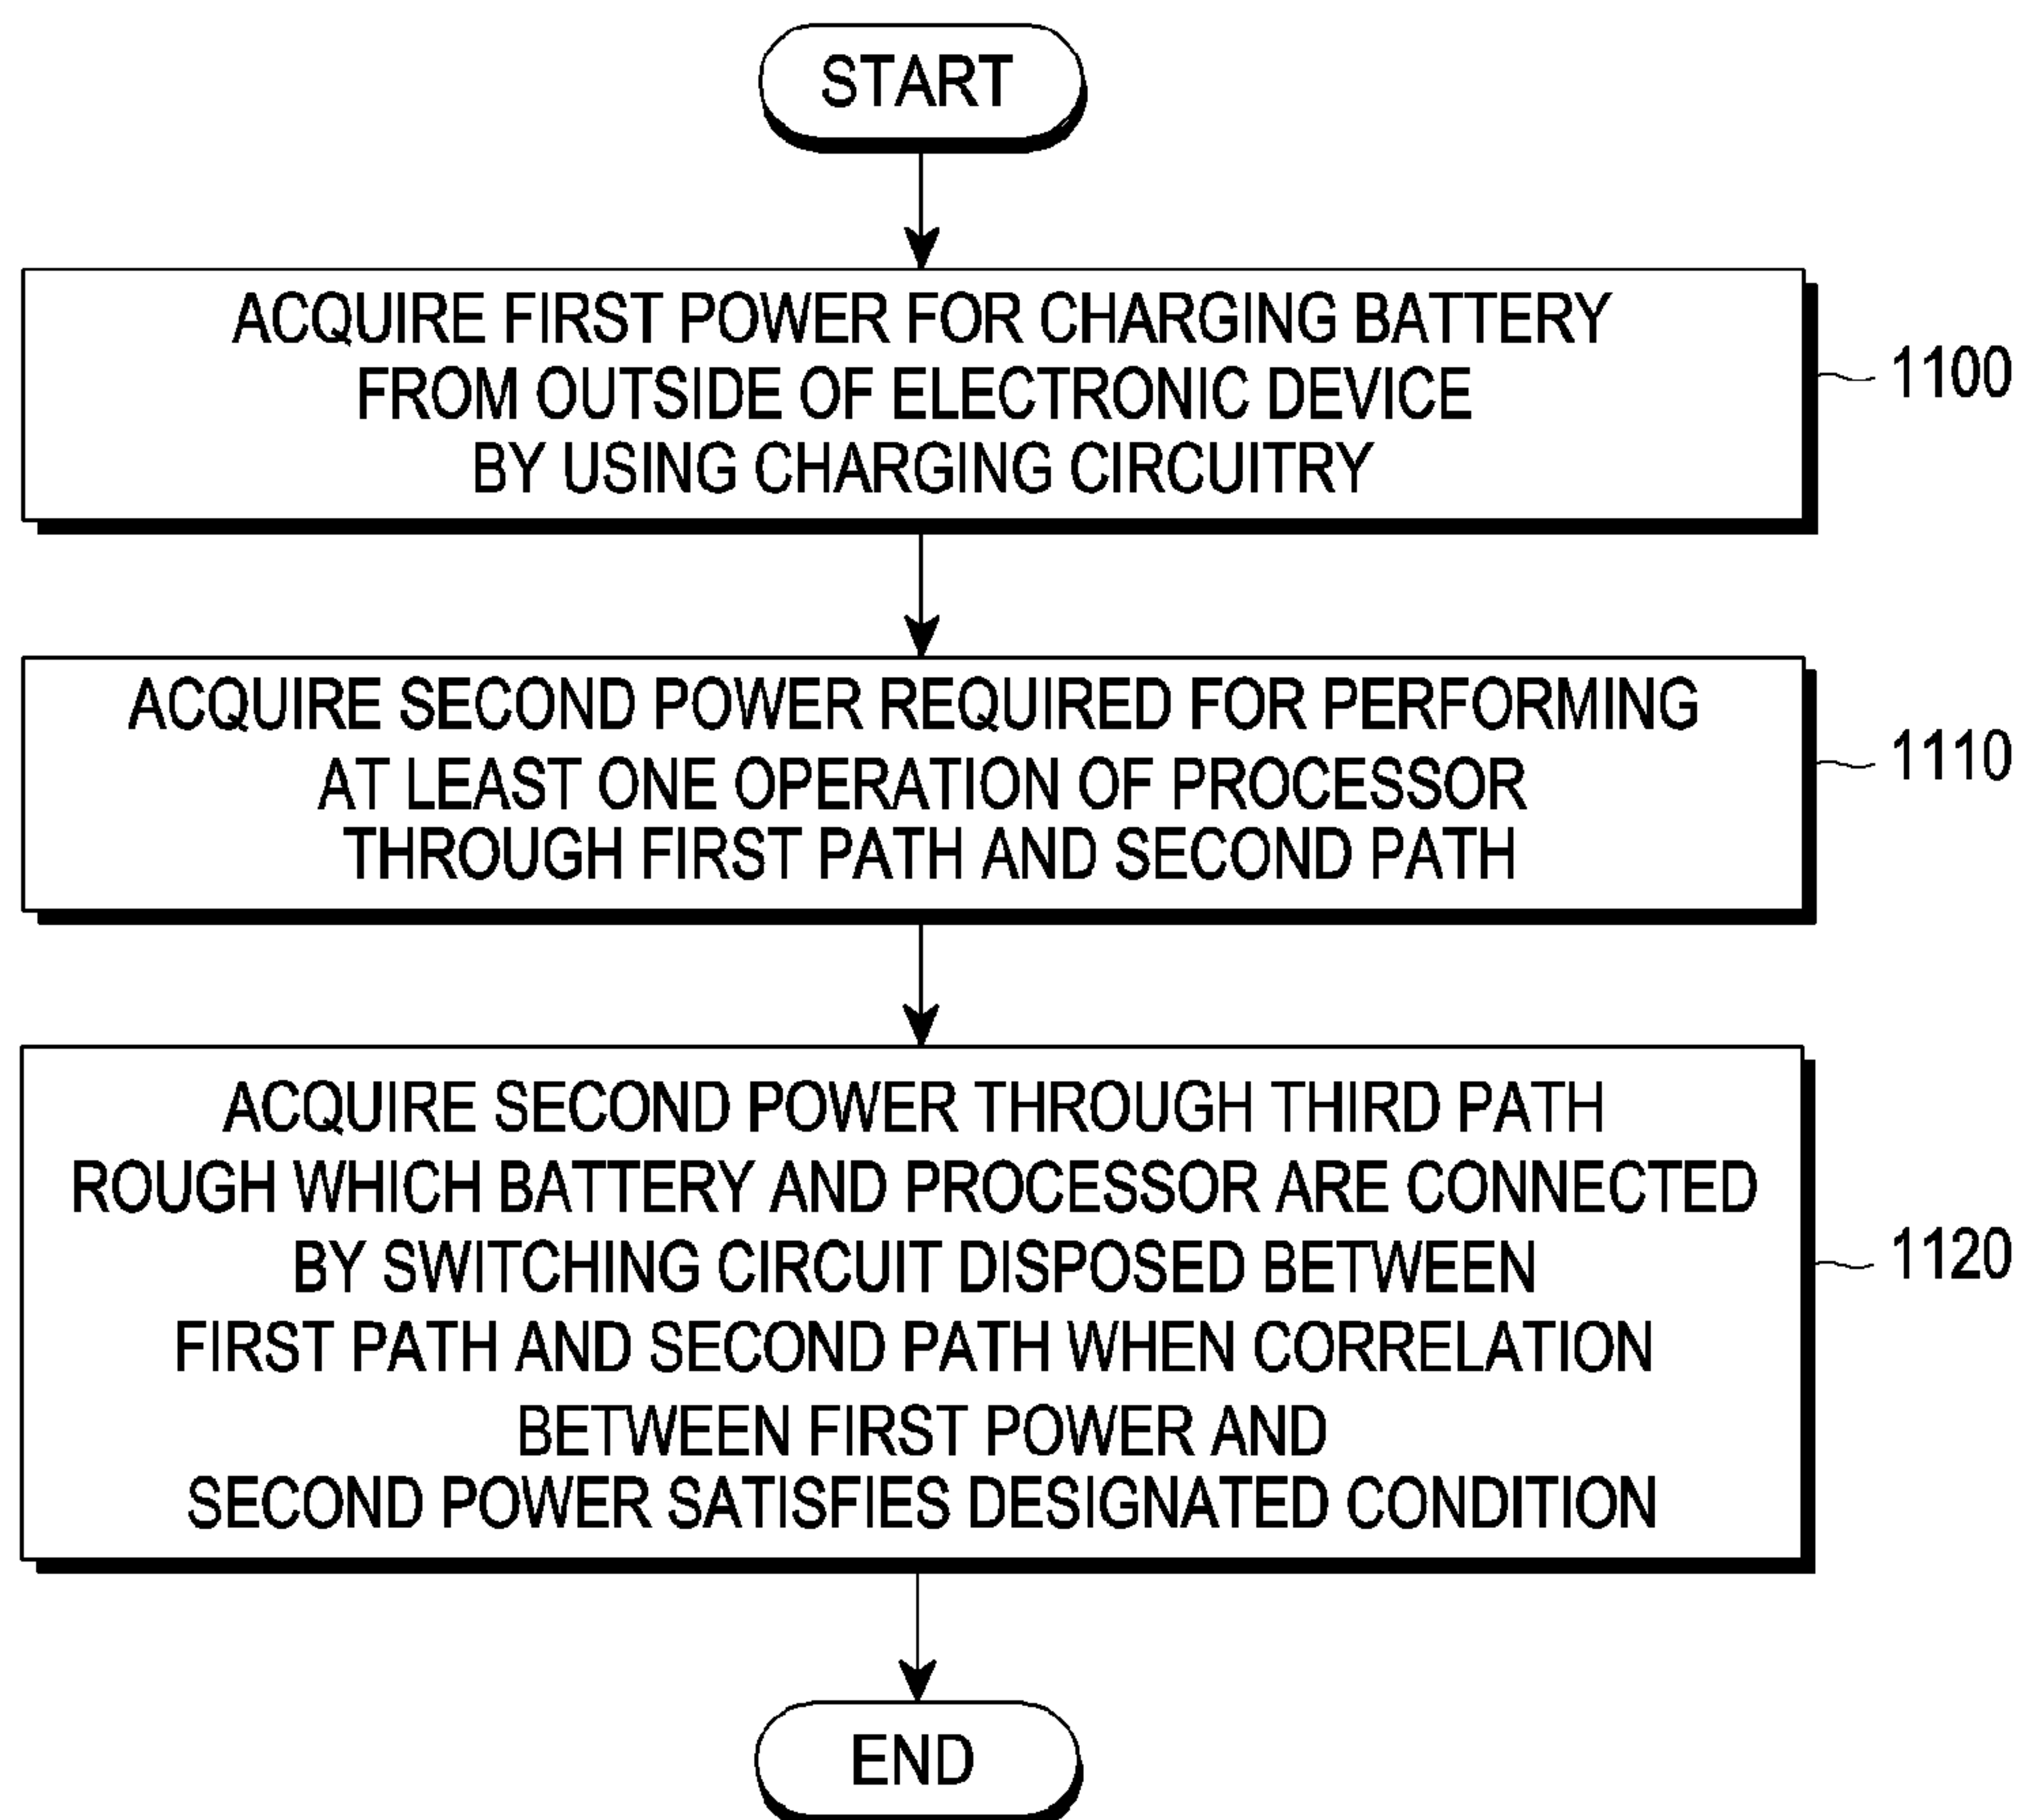 START
ACQUIRE FIRST POWER FOR CHARGING BATTERY
FROM OUTSIDE OF ELECTRONIC DEVICE
BY USING CHARGING CIRCUITRY
1100
ACQUIRE SECOND POWER REQUIRED FOR PERFORMING
AT LEAST ONE OPERATION OF PROCESSOR
THROUGH FIRST PATH AND SECOND PATH
1110
ACQUIRE SECOND POWER THROUGH THIRD PATH
ROUGH WHICH BATTERY AND PROCESSOR ARE CONNECTED
BY SWITCHING CIRCUIT DISPOSED BETWEEN
FIRST PATH AND SECOND PATH WHEN CORRELATION
BETWEEN FIRST POWER AND
SECOND POWER SATISFIES DESIGNATED CONDITION
1120
END